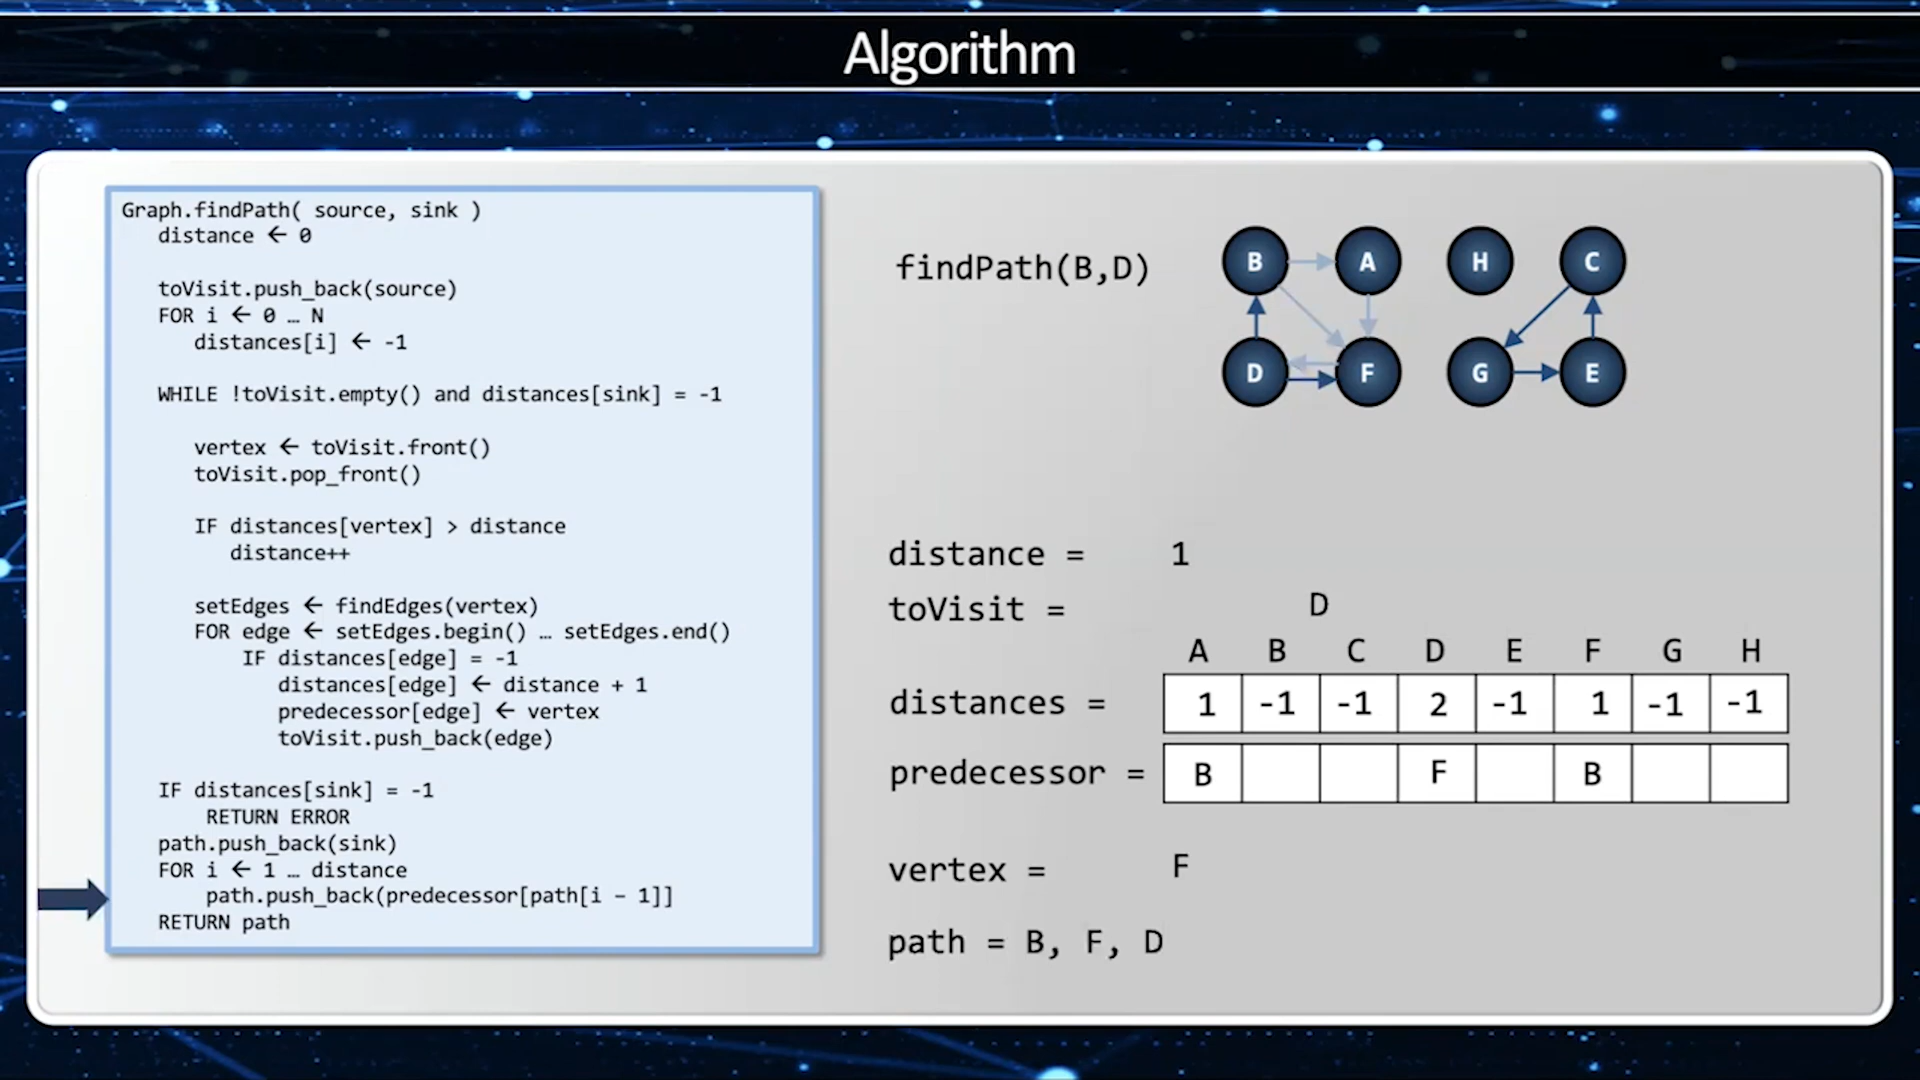 Algorithm
Graph.findPath( source, sink )
distance ← 0
toVisit.push_back(source)
FOR i ← 0 … N
distances[i] ← -1
WHILE !toVisit.empty() and distances[sink] = -1
vertex ← toVisit.front()
toVisit.pop_front()
IF distances[vertex] > distance
distance++
setEdges ← findEdges(vertex)
FOR edge ← setEdges.begin() … setEdges.end()
IF distances[edge] = -1
distances[edge] ← distance + 1
predecessor[edge] ← vertex
toVisit.push_back(edge)
IF distances[sink] = -1
RETURN ERROR
path.push_back(sink)
FOR i ← 1 … distance
path.push_back(predecessor[path[i – 1]]
RETURN path
findPath(B,D)
B A H C
D F G E
distance = 1
toVisit = D
A B C D E F G H
distances = 1 -1 -1 2 -1 1 -1 -1
predecessor = B F B
vertex = F
path = B, F, D